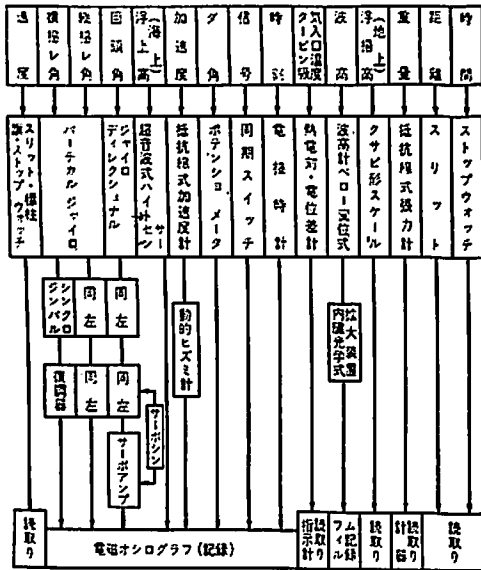 速度
横揺レ角
縦揺レ角
回頭角
浮上高(海上)
加速度
ダ角
信号
時刻
タービン吸気入口温度
波高
浮揚高(地上)
重量
距離
時間
スリット・標柱
旗・ストップウォッチ
バーチカルジャイロ
ジャイロディレクショナル
超音波式ハイトセンサー
抵抗線式加速度計
ポテンショメータ
同期スイッチ
電接時計
熱電対・電位差計
波高計ベロー変位式
クサビ形スケール
抵抗線式張力計
スリット
ストップウォッチ
シンクロジンバル
同左
同左
動的ヒズミ計
拡大装置
内蔵光学式
復調器
同左
同左
サーボシン
サーボアンプ
読取り
電磁オシログラフ(記録)
読取り
指示計
フィルム記録
読取り
読取り
計器
読取り